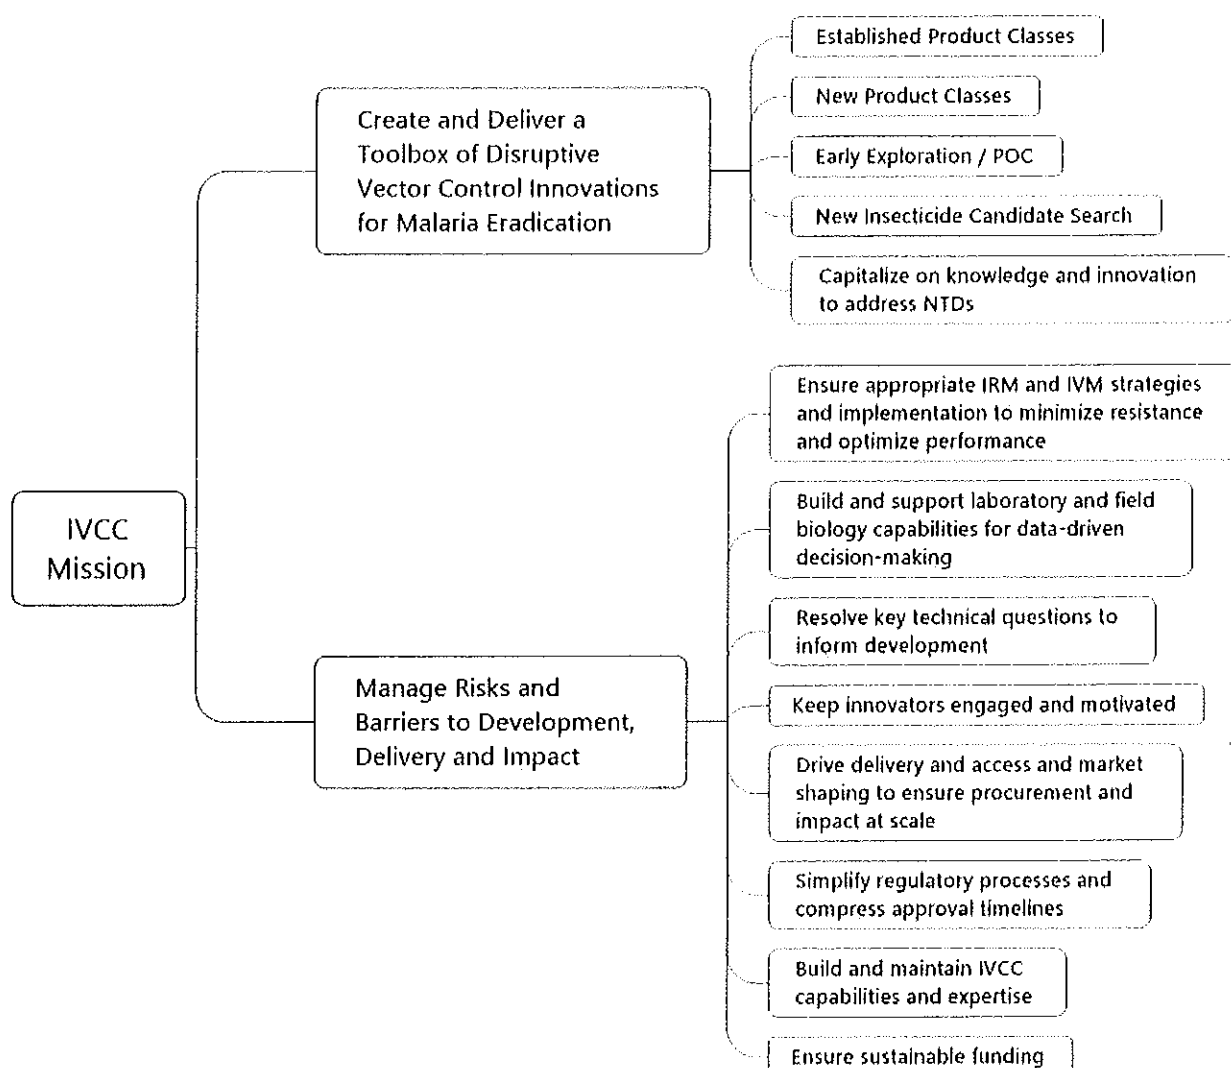 IVCC
Mission
Create and Deliver a
Toolbox of Disruptive
Vector Control Innovations
for Malaria Eradication
Established Product Classes
New Product Classes
Early Exploration / POC
New Insecticide Candidate Search
Capitalize on knowledge and innovation
to address NTDs
Manage Risks and
Barriers to Development,
Delivery and Impact
Ensure appropriate IRM and IVM strategies
and implementation to minimize resistance
and optimize performance
Build and support laboratory and field
biology capabilities for data-driven
decision-making
Resolve key technical questions to
inform development
Keep innovators engaged and motivated
Drive delivery and access and market
shaping to ensure procurement and
impact at scale
Simplify regulatory processes and
compress approval timelines
Build and maintain IVCC
capabilities and expertise
Ensure sustainable funding